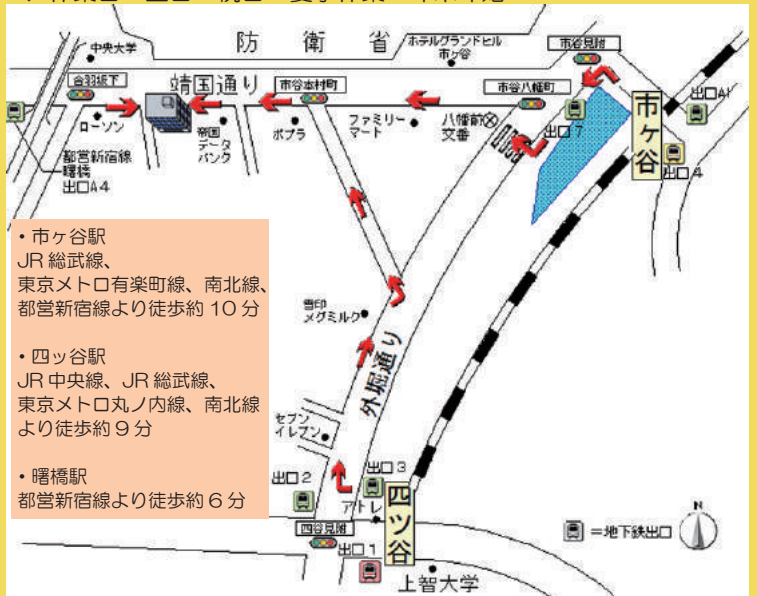 防 衛 省
中央大学
ホテルグランドヒル
市ヶ谷
市谷見附
合羽坂下
靖国通り
市谷本村町
市谷八幡町
出口A1
市ヶ谷
ローソン
帝国
データ
バンク
ポプラ
ファミリー
マート
八幡前
交番
出口7
出口4
都営新宿線
曙橋
出口A4
・市ヶ谷駅
JR 総武線、
東京メトロ有楽町線、南北線、
都営新宿線より徒歩約 10 分
・四ッ谷駅
JR 中央線、JR 総武線、
東京メトロ丸ノ内線、南北線
より徒歩約 9 分
・曙橋駅
都営新宿線より徒歩約 6 分
雪印
メグミルク
外堀通り
セブン
イレブン
出口2
出口3
アトレ
四ツ谷
四谷見附
出口1
上智大学
=地下鉄出口
N